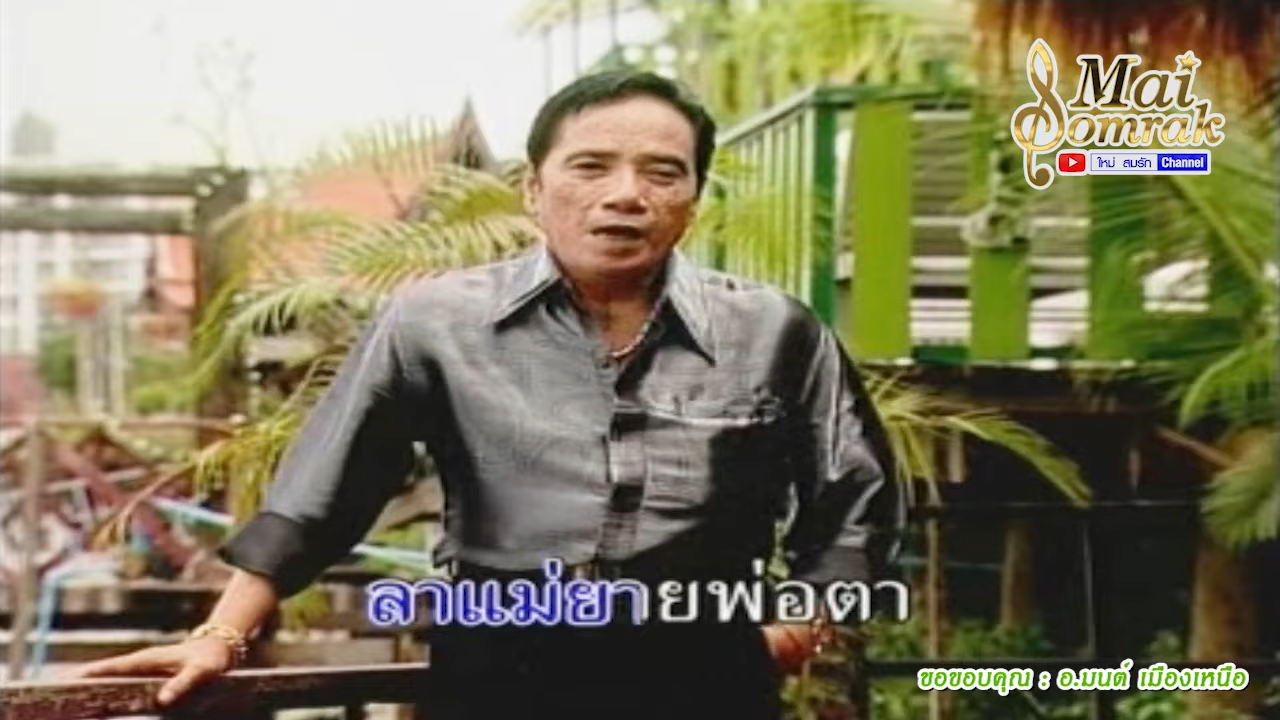 Mai
Somrak
ใหม่ สมรัก Channel
ลาแม่ยายพ่อตา
ขอขอบคุณ : อ.มนต์ เมืองเหนือ